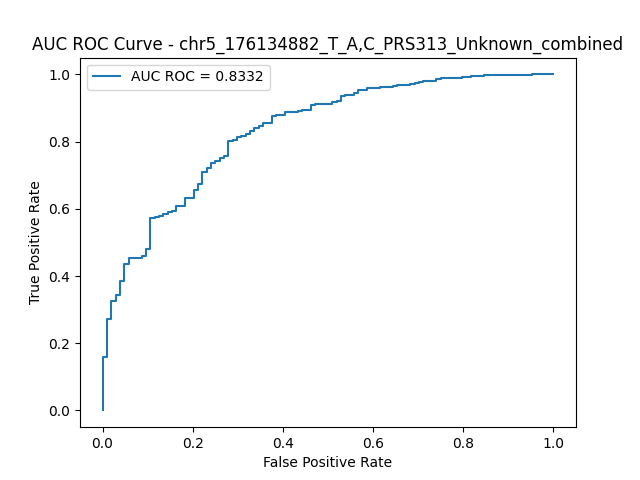 AUC ROC Curve - chr5_176134882_T_A,C_PRS313_Unknown_combined
AUC ROC = 0.8332
1.0
0.8
0.6
0.4
0.2
0.0
True Positive Rate
0.0 0.2 0.4 0.6 0.8 1.0
False Positive Rate